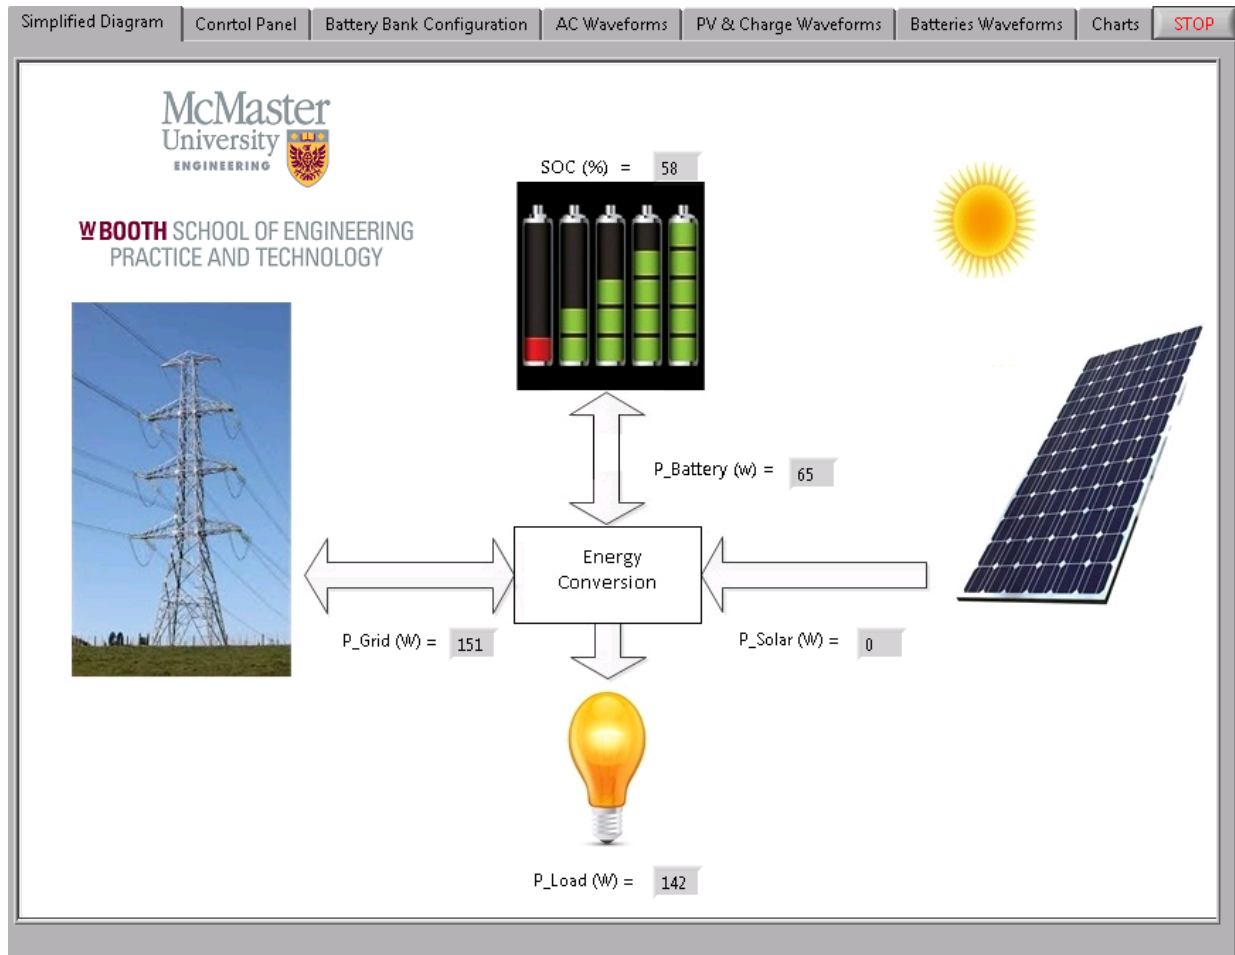 Simplified Diagram
Conrtol Panel
Battery Bank Configuration
AC Waveforms
PV & Charge Waveforms
Batteries Waveforms
Charts
STOP
McMaster
University
ENGINEERING
W BOOTH SCHOOL OF ENGINEERING
PRACTICE AND TECHNOLOGY
SOC (%) = 58
P_Battery (w) = 65
Energy
Conversion
P_Grid (W) = 151
P_Solar (W) = 0
P_Load (W) = 142